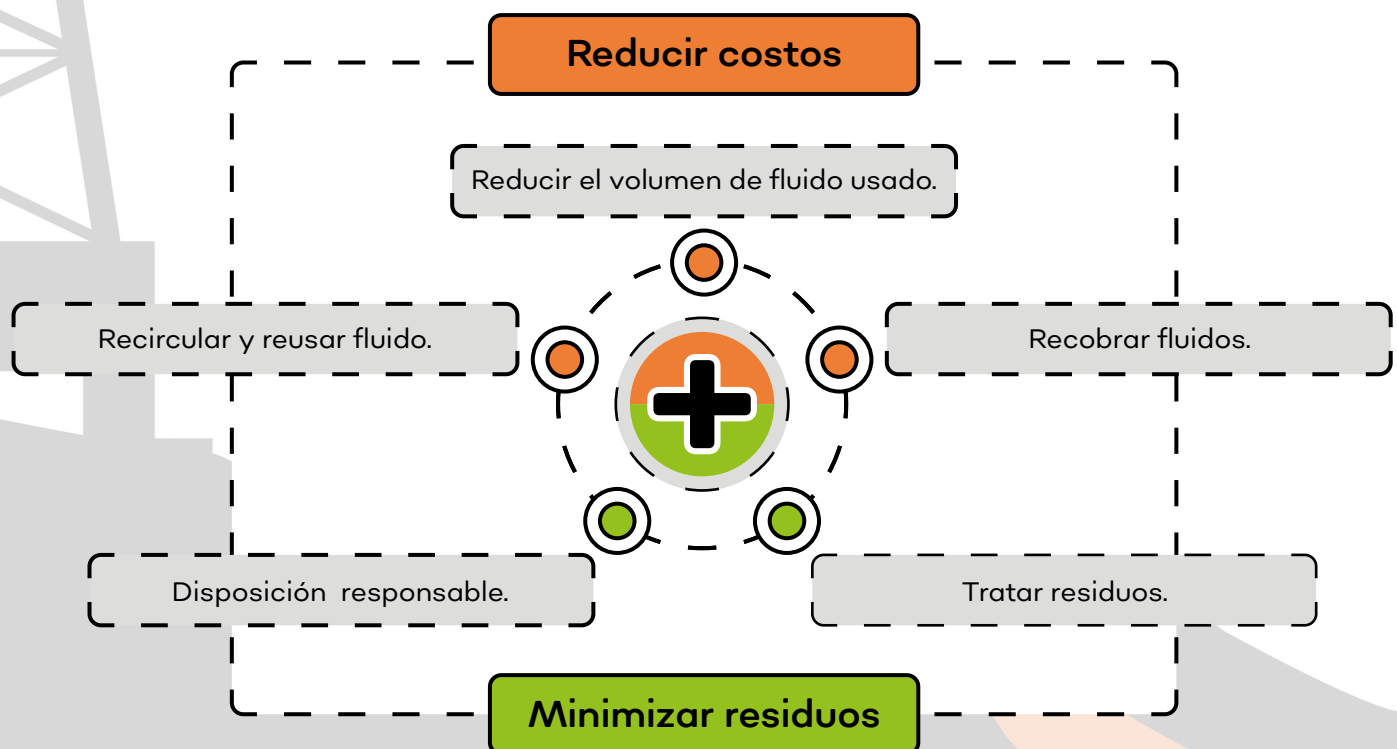 Reducir costos
Reducir el volumen de fluido usado.
Recircular y reusar fluido.
Recobrar fluidos.
Disposición responsable.
Tratar residuos.
Minimizar residuos